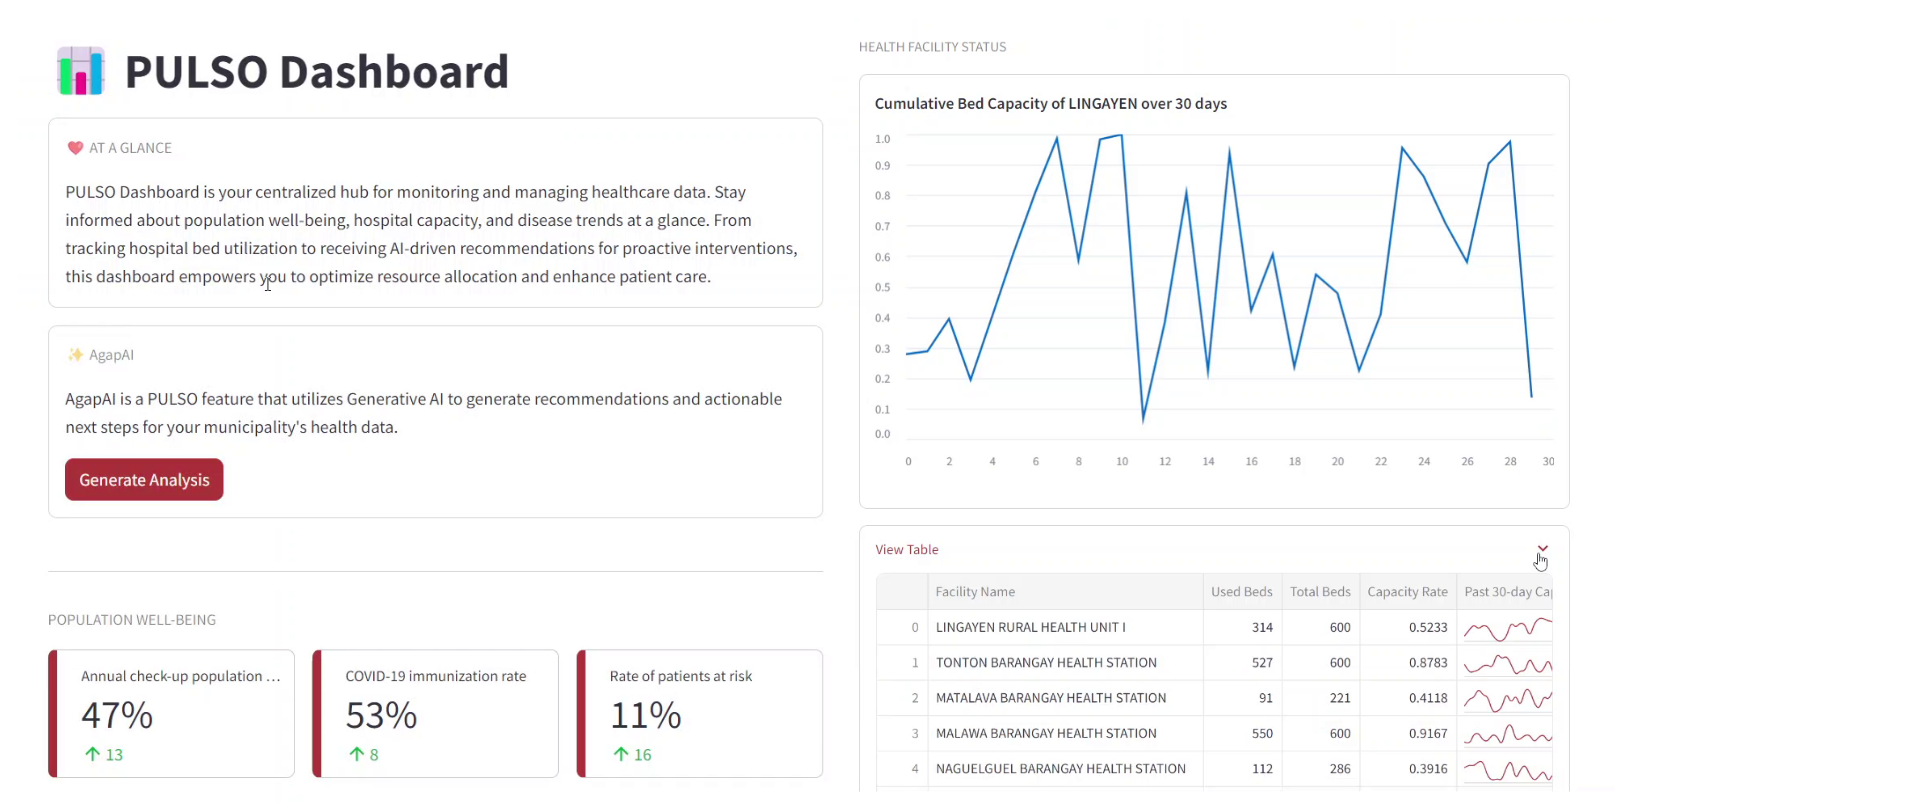 PULSO Dashboard
AT A GLANCE
PULSO Dashboard is your centralized hub for monitoring and managing healthcare data. Stay
informed about population well-being, hospital capacity, and disease trends at a glance. From
tracking hospital bed utilization to receiving AI-driven recommendations for proactive interventions,
this dashboard empowers you to optimize resource allocation and enhance patient care.
AgapAI
AgapAI is a PULSO feature that utilizes Generative AI to generate recommendations and actionable
next steps for your municipality's health data.
Generate Analysis
POPULATION WELL-BEING
Annual check-up population ...
47%
↑ 13
COVID-19 immunization rate
53%
↑ 8
Rate of patients at risk
11%
↑ 16
HEALTH FACILITY STATUS
Cumulative Bed Capacity of LINGAYEN over 30 days
1.0
0.9
0.8
0.7
0.6
0.5
0.4
0.3
0.2
0.1
0.0
0 2 4 6 8 10 12 14 16 18 20 22 24 26 28 30
View Table
Facility Name Used Beds Total Beds Capacity Rate Past 30-day Ca
0 LINGAYEN RURAL HEALTH UNIT I 314 600 0.5233
1 TONTON BARANGAY HEALTH STATION 527 600 0.8783
2 MATALAVA BARANGAY HEALTH STATION 91 221 0.4118
3 MALAWA BARANGAY HEALTH STATION 550 600 0.9167
4 NAGUELGUEL BARANGAY HEALTH STATION 112 286 0.3916